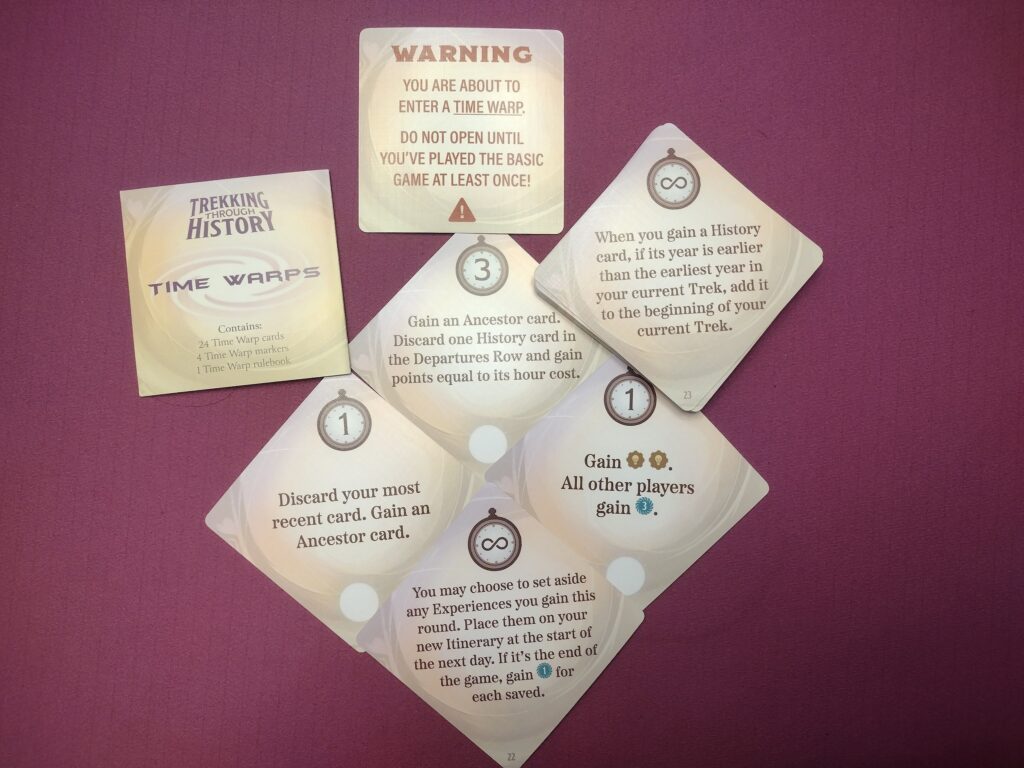 WARNING
YOU ARE ABOUT TO
ENTER A TIME WARP.
DO NOT OPEN UNTIL
YOU'VE PLAYED THE BASIC
GAME AT LEAST ONCE!
!
TREKKING
THROUGH
HISTORY
TIME WARPS
Contains:
24 Time Warp cards
4 Time Warp markers
1 Time Warp rulebook
∞
When you gain a History
card, if its year is earlier
than the earliest year in
your current Trek, add it
to the beginning of your
current Trek.
23
3
Gain an Ancestor card.
Discard one History card in
the Departures Row and gain
points equal to its hour cost.
1
Discard your most
recent card. Gain an
Ancestor card.
1
Gain .
All other players
gain 3.
∞
You may choose to set aside
any Experiences you gain this
round. Place them on your
new Itinerary at the start of
the next day. If it's the end of
the game, gain 1 for
each saved.
22